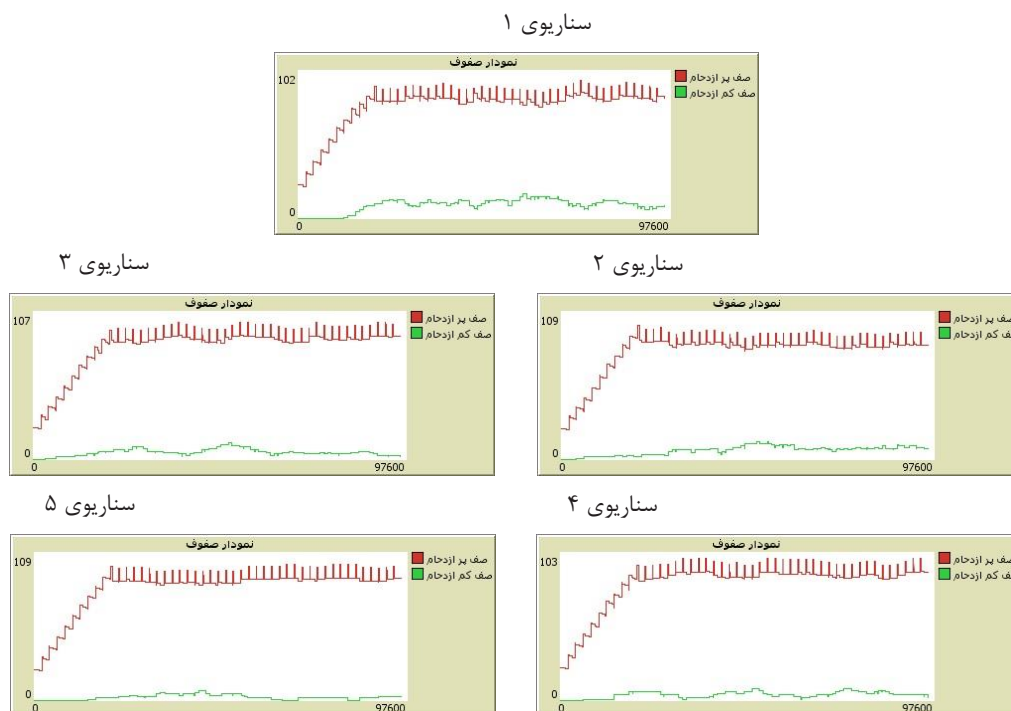 سناریوی ۱
نمودار صفوف
102
0
0
97600
صف پر ازدحام
صف کم ازدحام
سناریوی ۲
نمودار صفوف
109
0
0
97600
صف پر ازدحام
صف کم ازدحام
سناریوی ۳
نمودار صفوف
107
0
0
97600
صف پر ازدحام
صف کم ازدحام
سناریوی ۴
نمودار صفوف
103
0
0
97600
صف پر ازدحام
صف کم ازدحام
سناریوی ۵
نمودار صفوف
109
0
0
97600
صف پر ازدحام
صف کم ازدحام